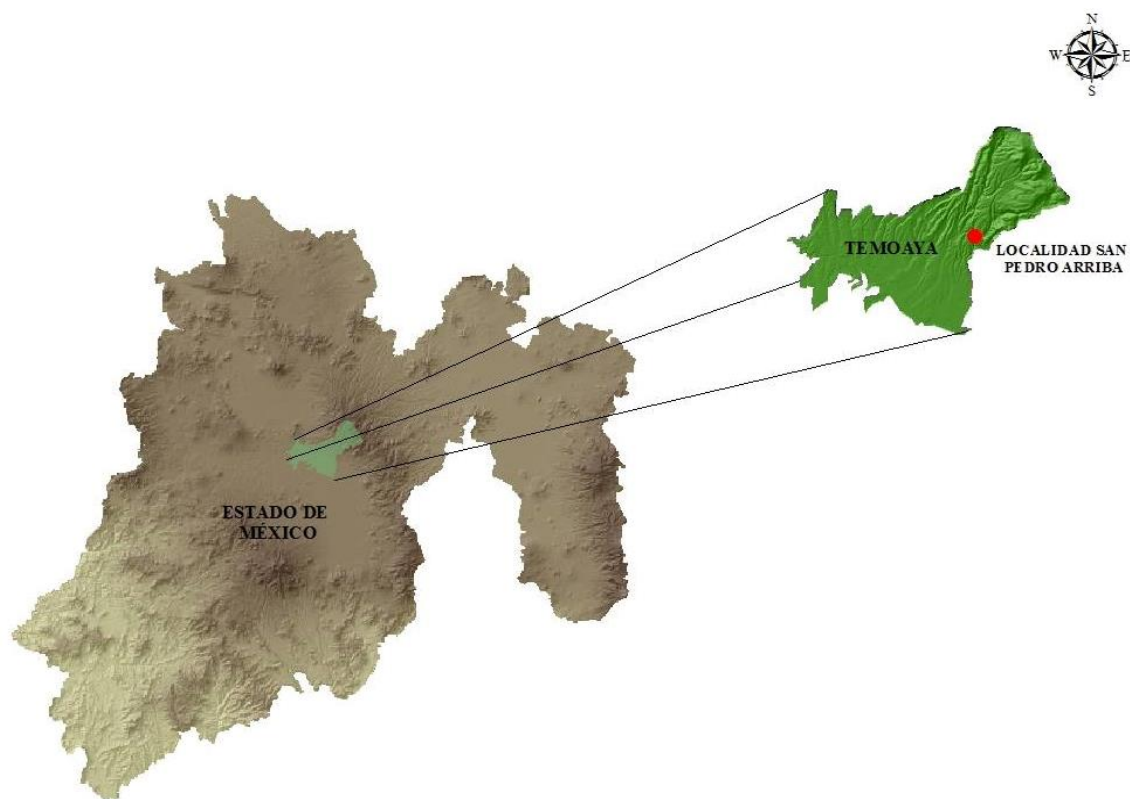 N
W E
S
TEMOAYA
LOCALIDAD SAN
PEDRO ARRIBA
ESTADO DE
MÉXICO